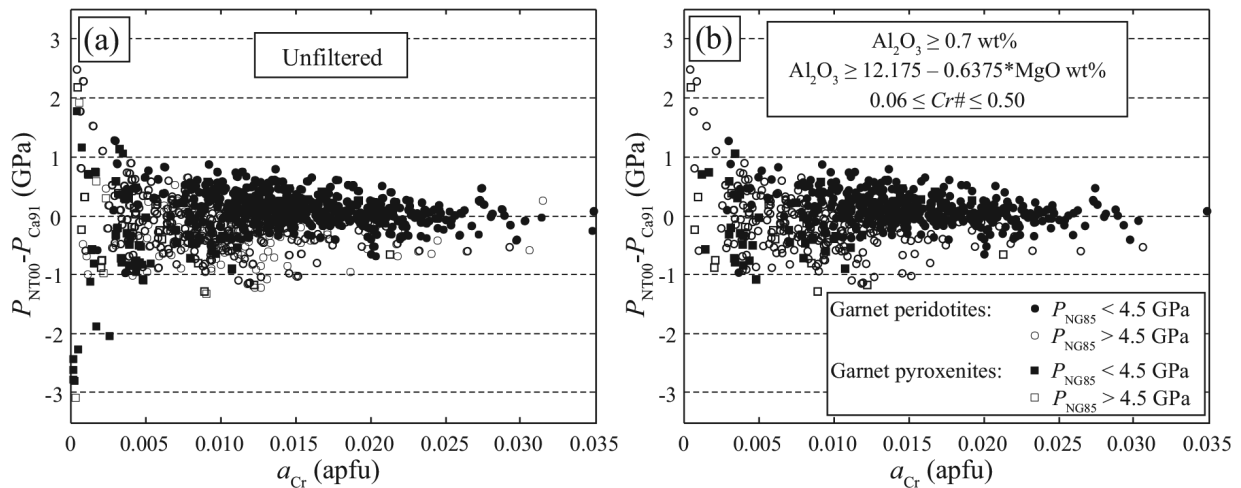 (a)
Unfiltered
3
2
1
0
-1
-2
-3
P_NT00-P_Ca91 (GPa)
0 0.005 0.010 0.015 0.020 0.025 0.030 0.035
a_Cr (apfu)
(b)
Al₂O₃ ≥ 0.7 wt%
Al₂O₃ ≥ 12.175 – 0.6375*MgO wt%
0.06 ≤ Cr# ≤ 0.50
3
2
1
0
-1
-2
-3
P_NT00-P_Ca91 (GPa)
Garnet peridotites: P_NG85 < 4.5 GPa
P_NG85 > 4.5 GPa
Garnet pyroxenites: P_NG85 < 4.5 GPa
P_NG85 > 4.5 GPa
0 0.005 0.010 0.015 0.020 0.025 0.030 0.035
a_Cr (apfu)